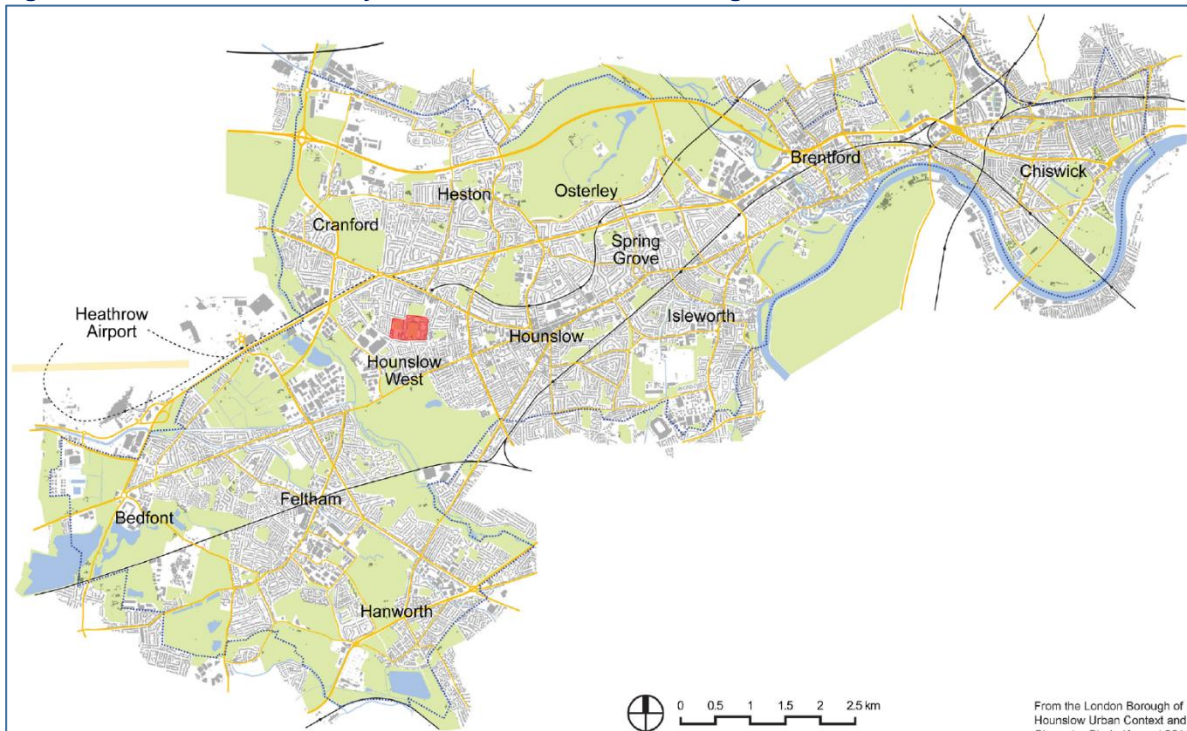 Brentford
Chiswick
Heston
Osterley
Cranford
Spring
Grove
Heathrow
Airport
Isleworth
Hounslow
Hounslow
West
Feltham
Bedfont
Hanworth
0 0.5 1 1.5 2 2.5 km
From the London Borough of
Hounslow Urban Context and